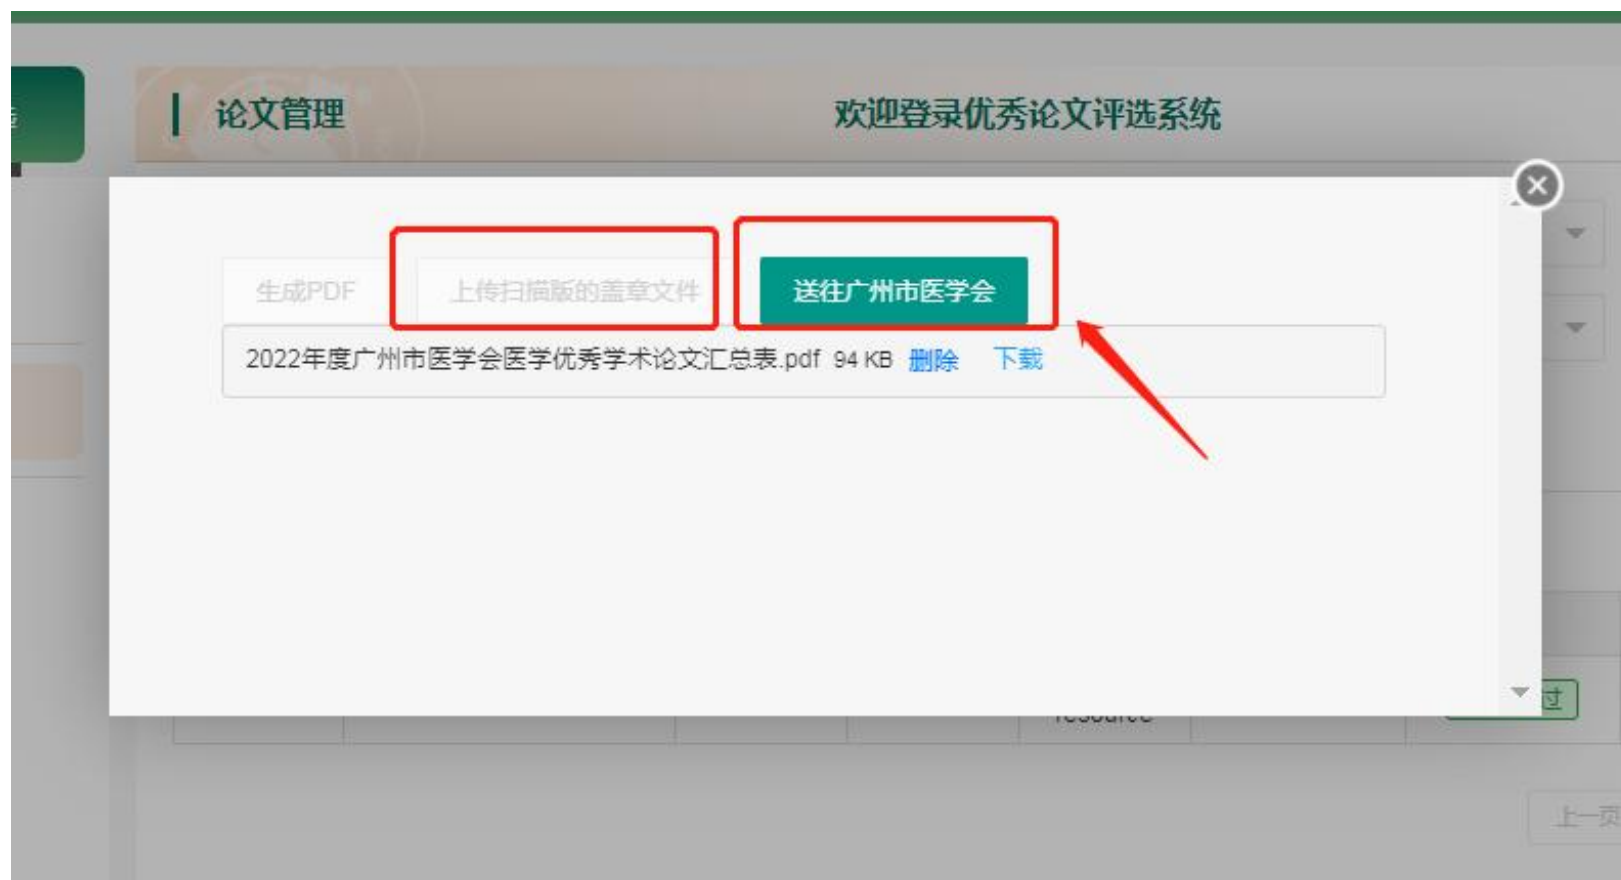 论文管理
欢迎登录优秀论文评选系统
生成PDF
上传扫描版的盖章文件
送往广州市医学会
2022年度广州市医学会医学优秀学术论文汇总表.pdf 94 KB 删除 下载
过
上一页